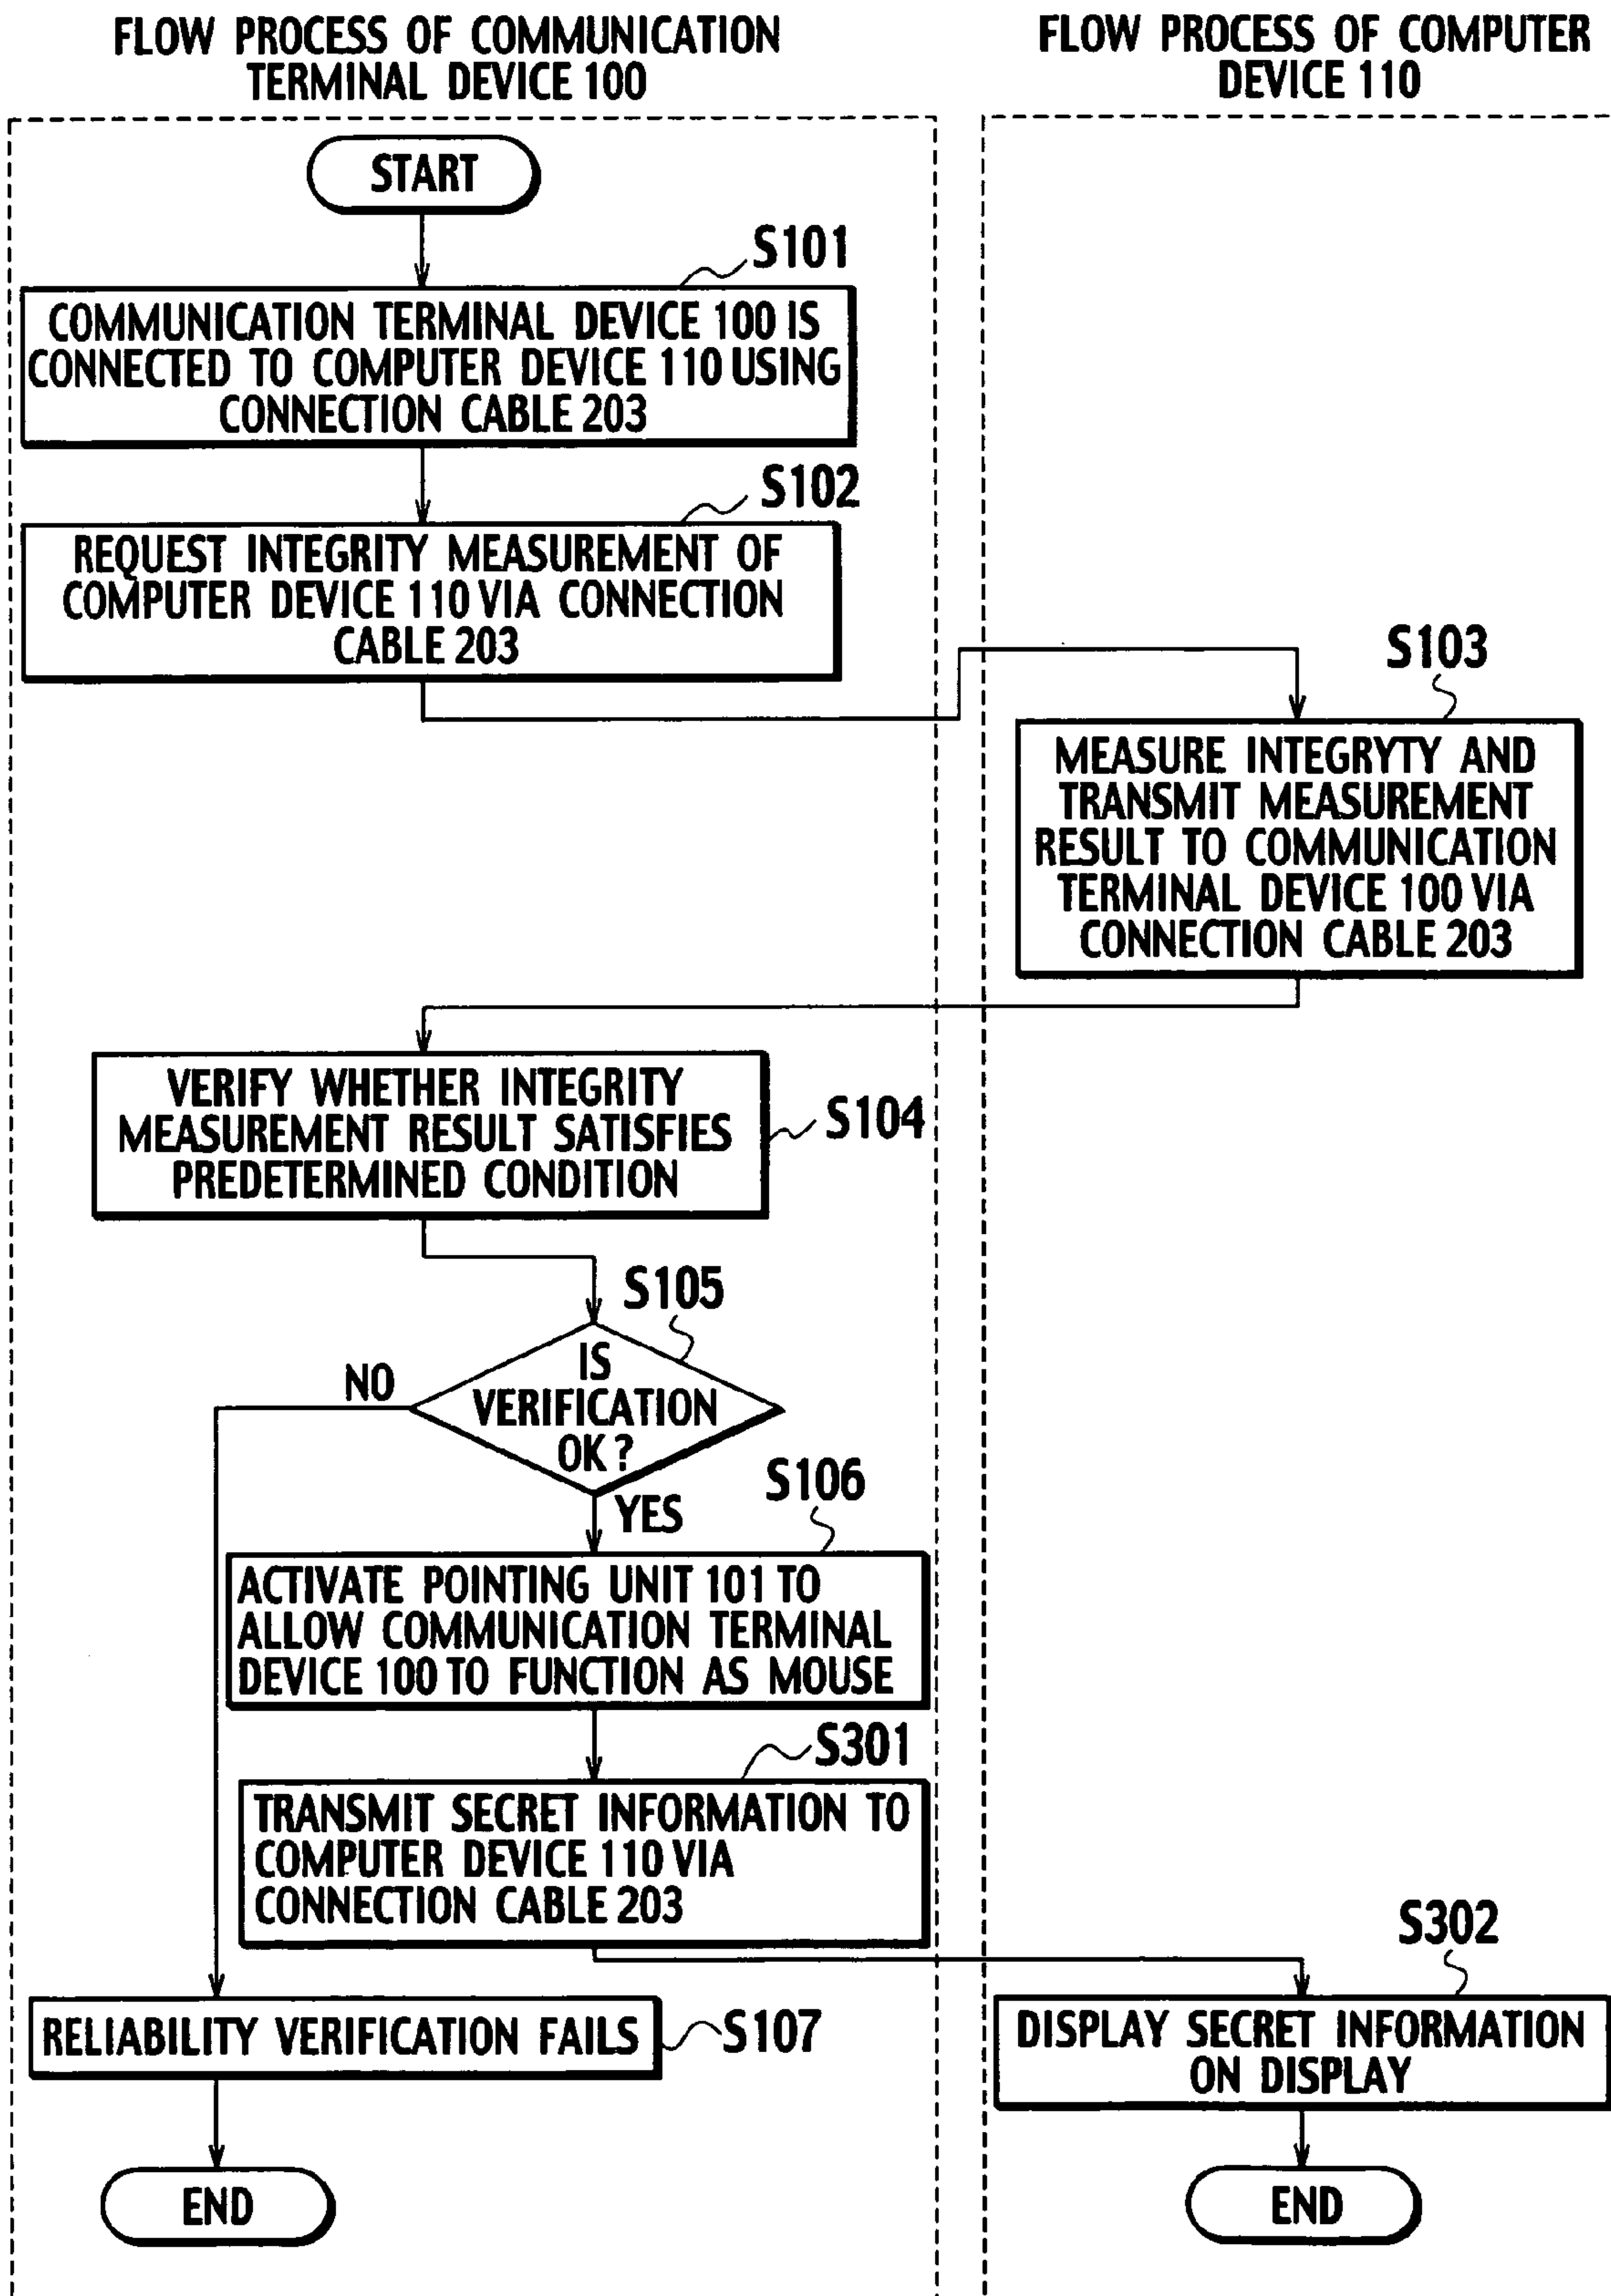 FLOW PROCESS OF COMMUNICATION
TERMINAL DEVICE 100
FLOW PROCESS OF COMPUTER
DEVICE 110
START
S101
COMMUNICATION TERMINAL DEVICE 100 IS
CONNECTED TO COMPUTER DEVICE 110 USING
CONNECTION CABLE 203
S102
REQUEST INTEGRITY MEASUREMENT OF
COMPUTER DEVICE 110 VIA CONNECTION
CABLE 203
S103
MEASURE INTEGRYTY AND
TRANSMIT MEASUREMENT
RESULT TO COMMUNICATION
TERMINAL DEVICE 100 VIA
CONNECTION CABLE 203
VERIFY WHETHER INTEGRITY
MEASUREMENT RESULT SATISFIES
PREDETERMINED CONDITION
S104
S105
IS
VERIFICATION
OK?
NO
YES
S106
ACTIVATE POINTING UNIT 101 TO
ALLOW COMMUNICATION TERMINAL
DEVICE 100 TO FUNCTION AS MOUSE
S301
TRANSMIT SECRET INFORMATION TO
COMPUTER DEVICE 110 VIA
CONNECTION CABLE 203
S302
DISPLAY SECRET INFORMATION
ON DISPLAY
RELIABILITY VERIFICATION FAILS
S107
END
END